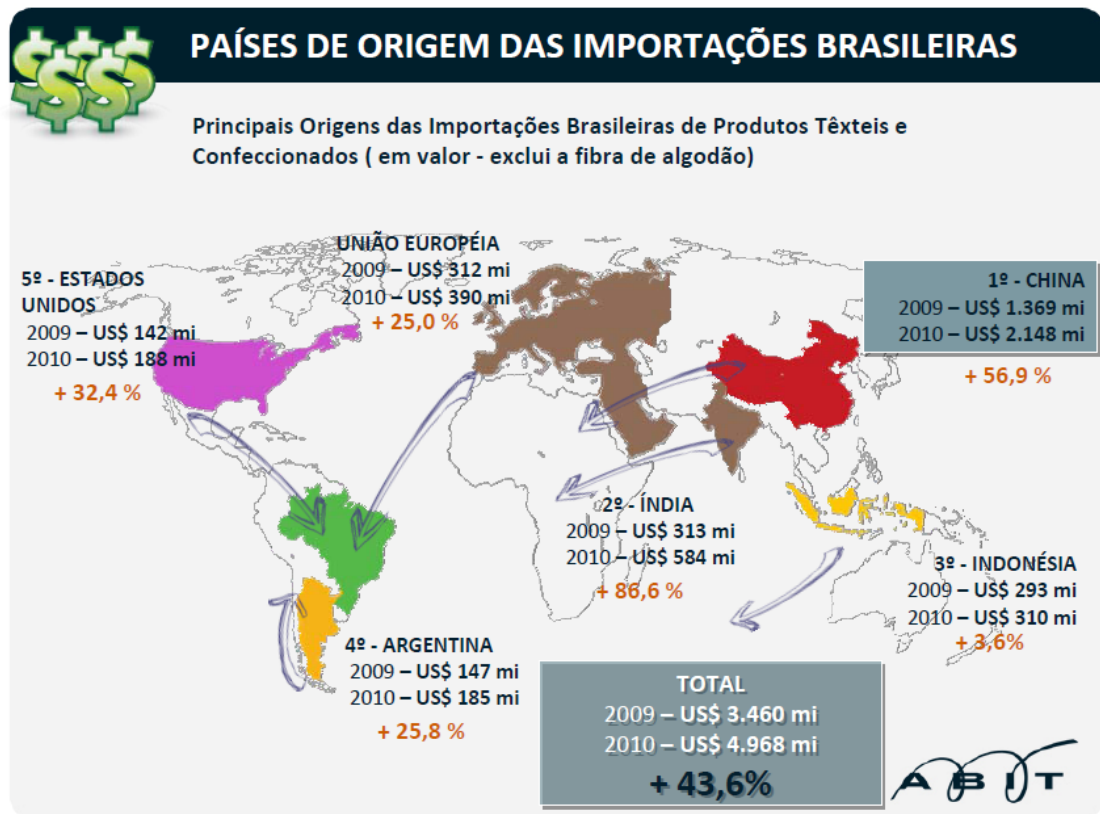 PAÍSES DE ORIGEM DAS IMPORTAÇÕES BRASILEIRAS
Principais Origens das Importações Brasileiras de Produtos Têxteis e
Confeccionados ( em valor - exclui a fibra de algodão)
UNIÃO EUROPÉIA
2009 – US$ 312 mi
2010 – US$ 390 mi
+ 25,0 %
5º - ESTADOS
UNIDOS
2009 – US$ 142 mi
2010 – US$ 188 mi
+ 32,4 %
1º - CHINA
2009 – US$ 1.369 mi
2010 – US$ 2.148 mi
+ 56,9 %
2º - ÍNDIA
2009 – US$ 313 mi
2010 – US$ 584 mi
+ 86,6 %
3º - INDONÉSIA
2009 – US$ 293 mi
2010 – US$ 310 mi
+ 3,6%
4º - ARGENTINA
2009 – US$ 147 mi
2010 – US$ 185 mi
+ 25,8 %
TOTAL
2009 – US$ 3.460 mi
2010 – US$ 4.968 mi
+ 43,6%
ABIT